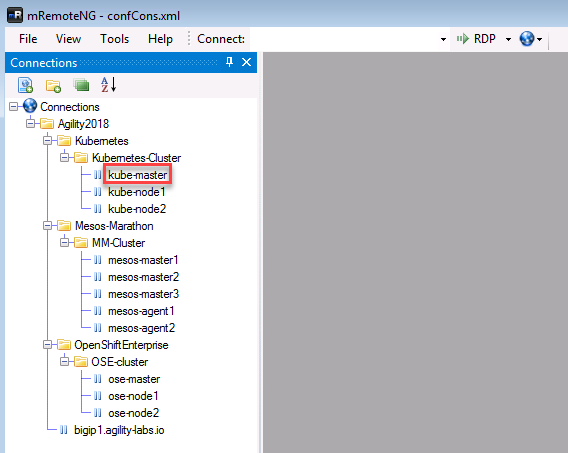 mRemoteNG - confCons.xml
File View Tools Help Connect: RDP
Connections
A
Z
Connections
Agility2018
Kubernetes
Kubernetes-Cluster
kube-master
kube-node1
kube-node2
Mesos-Marathon
MM-Cluster
mesos-master1
mesos-master2
mesos-master3
mesos-agent1
mesos-agent2
OpenShiftEnterprise
OSE-cluster
ose-master
ose-node1
ose-node2
bigip1.agility-labs.io